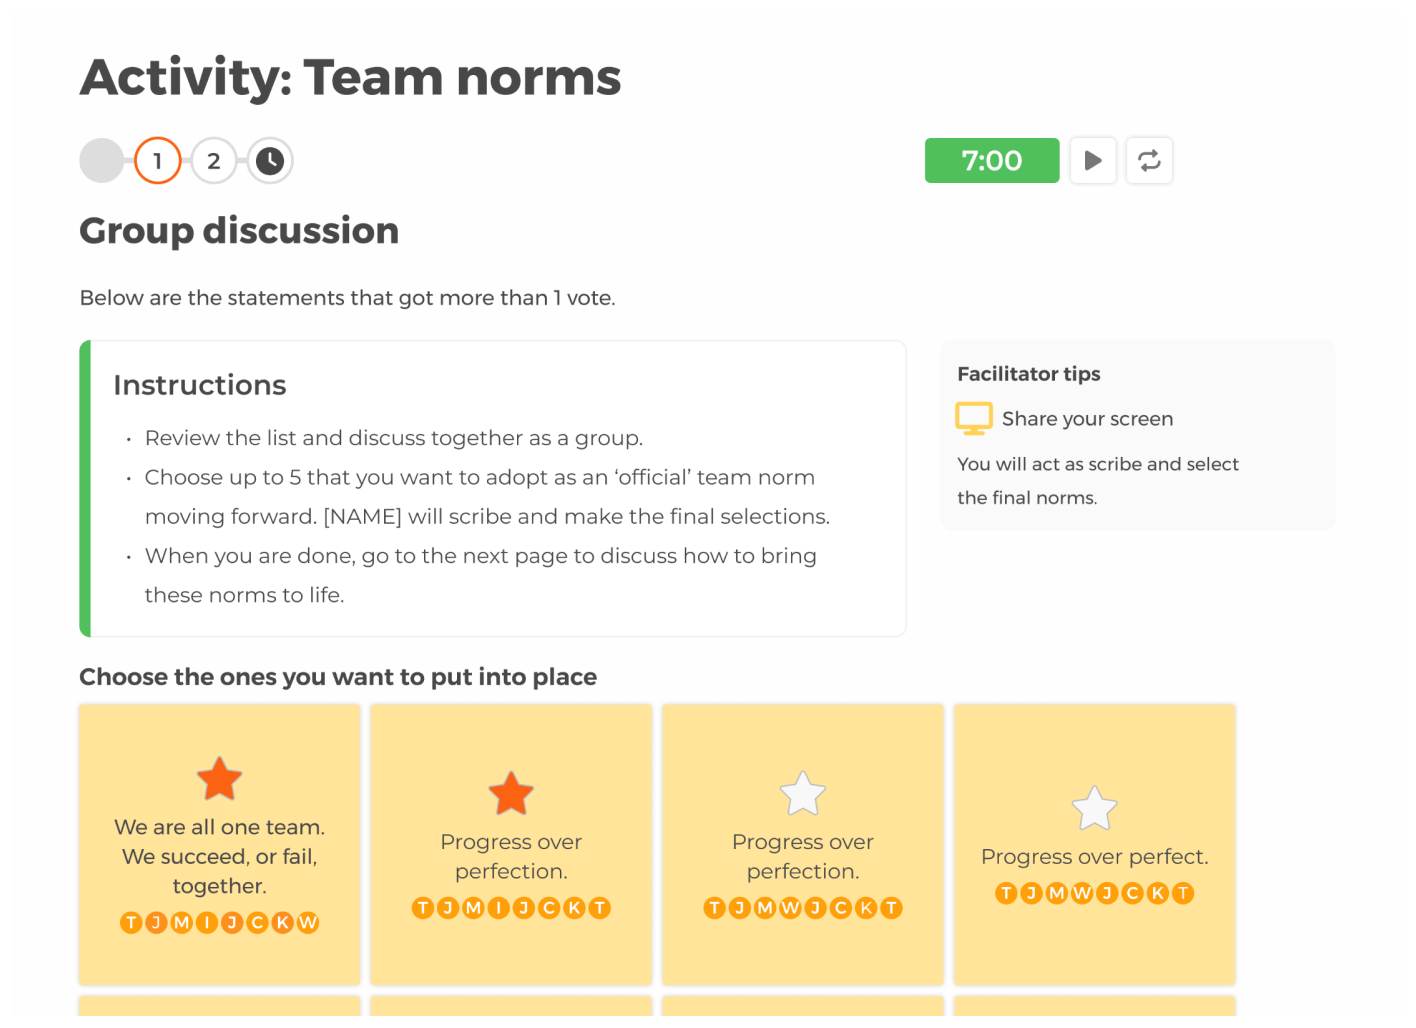 Activity: Team norms
1 2
7:00
Group discussion
Below are the statements that got more than 1 vote.
Instructions
• Review the list and discuss together as a group.
• Choose up to 5 that you want to adopt as an ‘official’ team norm
moving forward. [NAME] will scribe and make the final selections.
• When you are done, go to the next page to discuss how to bring
these norms to life.
Facilitator tips
Share your screen
You will act as scribe and select
the final norms.
Choose the ones you want to put into place
We are all one team.
We succeed, or fail,
together.
T J M I J C K W
Progress over
perfection.
T J M I J C K T
Progress over
perfection.
T J M W J C K T
Progress over perfect.
T J M W J C K T